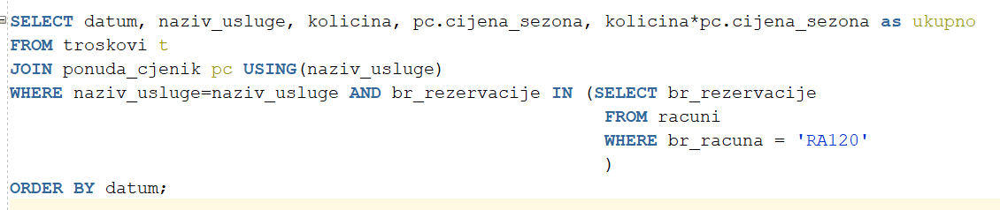 SELECT datum, naziv_usluge, kolicina, pc.cijena_sezona, kolicina*pc.cijena_sezona as ukupno
FROM troskovi t
JOIN ponuda_cjenik pc USING(naziv_usluge)
WHERE naziv_usluge=naziv_usluge AND br_rezervacije IN (SELECT br_rezervacije
FROM racuni
WHERE br_racuna = 'RA120'
)
ORDER BY datum;